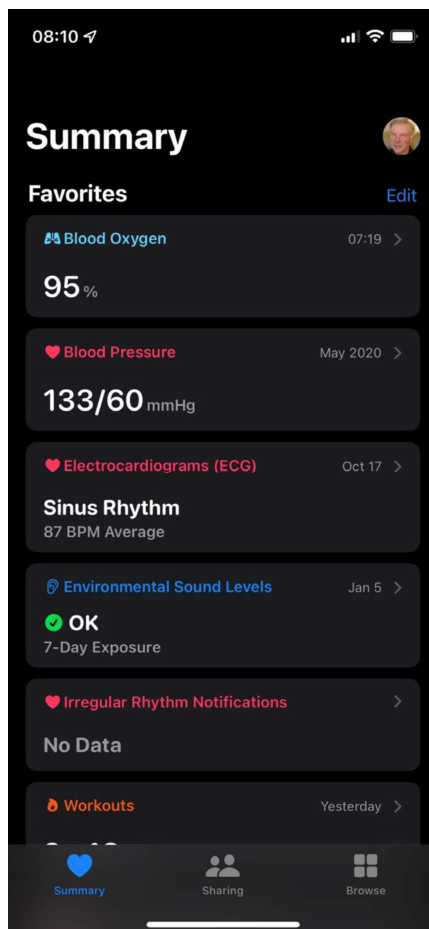 08:10
Summary
Favorites
Edit
Blood Oxygen
07:19
95 %
Blood Pressure
May 2020
133/60 mmHg
Electrocardiograms (ECG)
Oct 17
Sinus Rhythm
87 BPM Average
Environmental Sound Levels
Jan 5
OK
7-Day Exposure
Irregular Rhythm Notifications
No Data
Workouts
Yesterday
Summary
Sharing
Browse